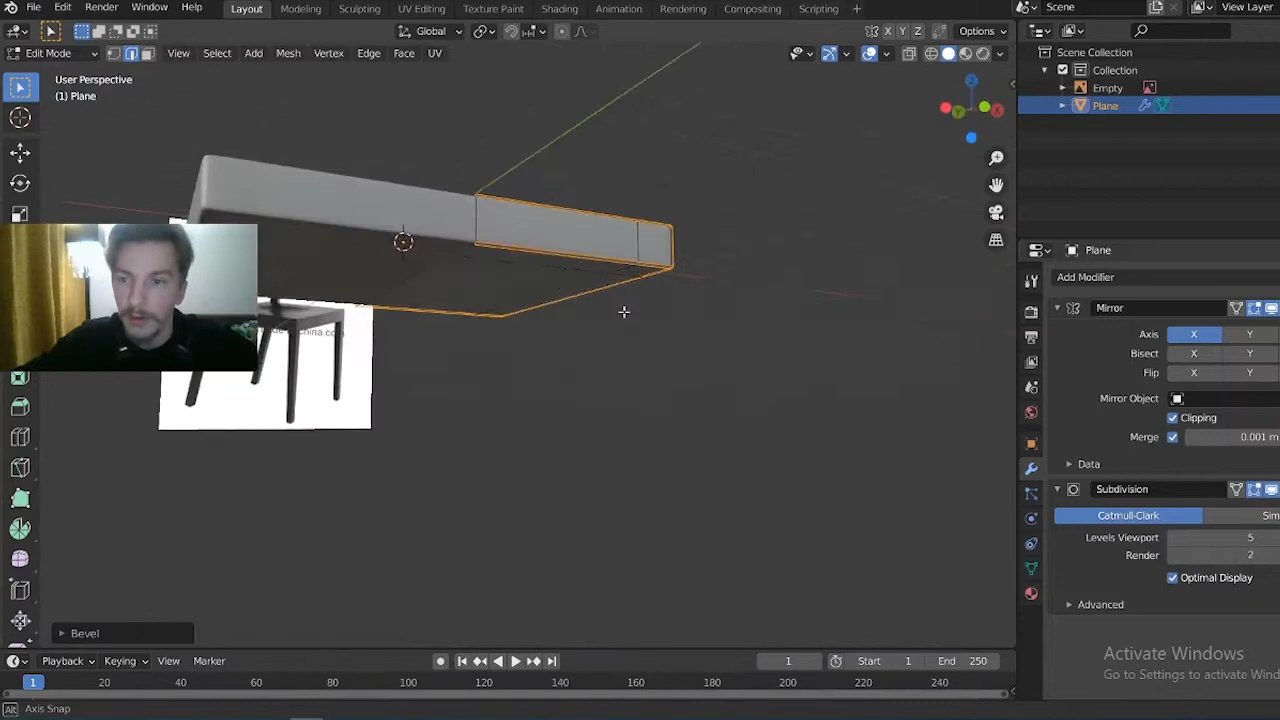 File Edit Render Window Help Layout Modeling Sculpting UV Editing Texture Paint Shading Animation Rendering Compositing Scripting + Scene View Layer
Global X Y Z Options
Edit Mode View Select Add Mesh Vertex Edge Face UV
User Perspective
(1) Plane
Scene Collection
Collection
Empty
Plane
Z
Y
X
Plane
Add Modifier
Mirror
Axis X Y
Bisect X Y
Flip X Y
Mirror Object
Clipping
Merge 0.001 m
Data
Subdivision
Catmull-Clark Sim
Levels Viewport 5
Render 2
Optimal Display
Advanced
Bevel
Playback Keying View Marker 1 Start 1 End 250
1 20 40 60 80 100 120 140 160 180 200 220 240
Alt Axis Snap
Activate Windows
Go to Settings to activate Wind